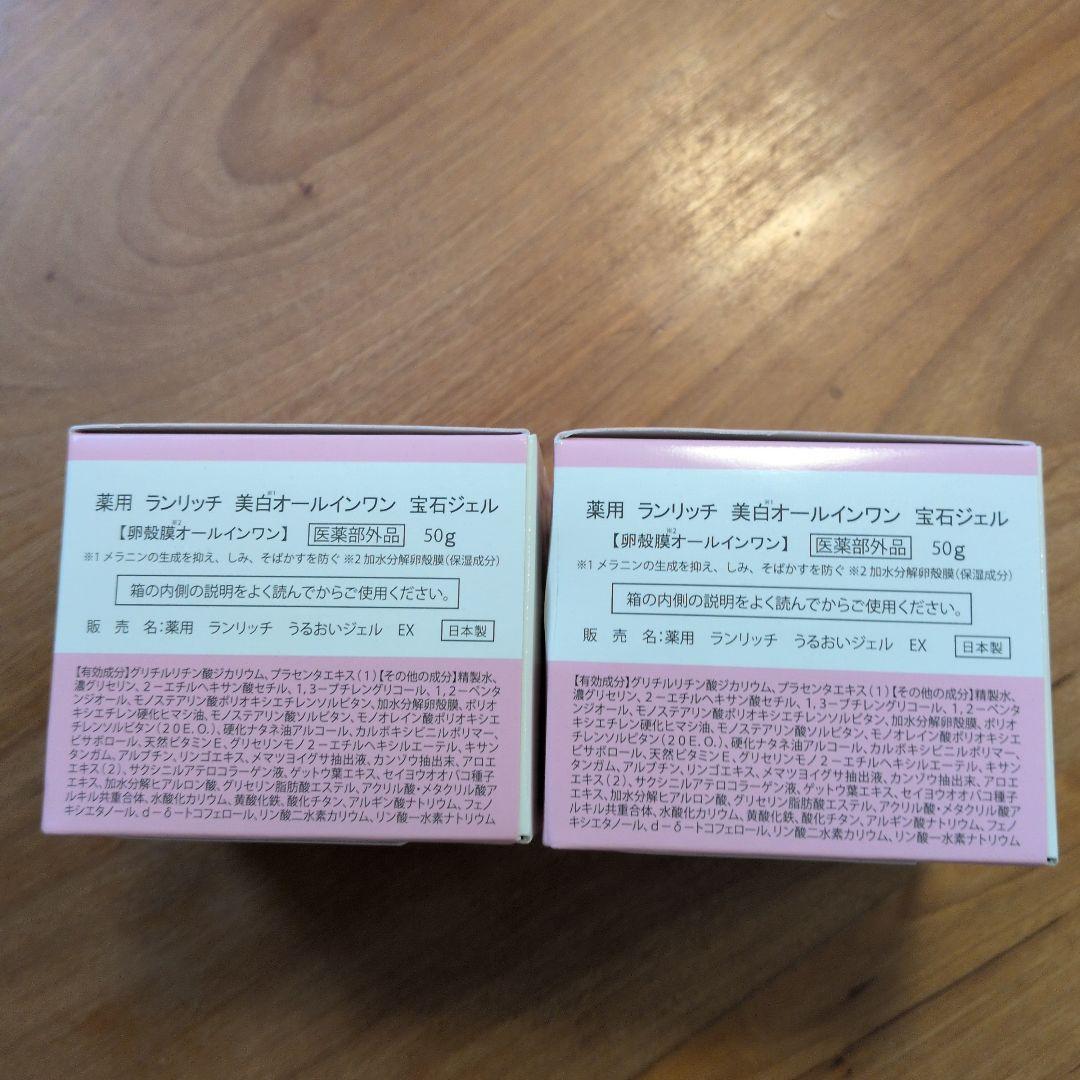 薬用 ランリッチ 美白※1オールインワン 宝石ジェル
【卵殻膜※2オールインワン】 医薬部外品 50g
※1 メラニンの生成を抑え、しみ、そばかすを防ぐ ※2 加水分解卵殻膜(保湿成分)
箱の内側の説明をよく読んでからご使用ください。
販 売 名:薬用 ランリッチ うるおいジェル EX 日本製
【有効成分】グリチルリチン酸ジカリウム、プラセンタエキス(1)【その他の成分】精製水、
濃グリセリン、2-エチルヘキサン酸セチル、1,3-ブチレングリコール、1,2-ペンタ
ンジオール、モノステアリン酸ポリオキシエチレンソルビタン、加水分解卵殻膜、ポリオ
キシエチレン硬化ヒマシ油、モノステアリン酸ソルビタン、モノオレイン酸ポリオキシエ
チレンソルビタン(20E.O.)、硬化ナタネ油アルコール、カルボキシビニルポリマー、
ビサボロール、天然ビタミンE、グリセリンモノ2-エチルヘキシルエーテル、キサン
タンガム、アルブチン、リンゴエキス、メマツヨイグサ抽出液、カンゾウ抽出末、アロエ
エキス(2)、サクシニルアテロコラーゲン液、ゲットウ葉エキス、セイヨウオオバコ種子
エキス、加水分解ヒアルロン酸、グリセリン脂肪酸エステル、アクリル酸・メタクリル酸ア
ルキル共重合体、水酸化カリウム、黄酸化鉄、酸化チタン、アルギン酸ナトリウム、フェノ
キシエタノール、d-δ-トコフェロール、リン酸二水素カリウム、リン酸一水素ナトリウム
薬用 ランリッチ 美白※1オールインワン 宝石ジェル
【卵殻膜※2オールインワン】 医薬部外品 50g
※1 メラニンの生成を抑え、しみ、そばかすを防ぐ ※2 加水分解卵殻膜(保湿成分)
箱の内側の説明をよく読んでからご使用ください。
販 売 名:薬用 ランリッチ うるおいジェル EX 日本製
【有効成分】グリチルリチン酸ジカリウム、プラセンタエキス(1)【その他の成分】精製水、
濃グリセリン、2-エチルヘキサン酸セチル、1,3-ブチレングリコール、1,2-ペンタ
ンジオール、モノステアリン酸ポリオキシエチレンソルビタン、加水分解卵殻膜、ポリオ
キシエチレン硬化ヒマシ油、モノステアリン酸ソルビタン、モノオレイン酸ポリオキシエ
チレンソルビタン(20E.O.)、硬化ナタネ油アルコール、カルボキシビニルポリマー、
ビサボロール、天然ビタミンE、グリセリンモノ2-エチルヘキシルエーテル、キサン
タンガム、アルブチン、リンゴエキス、メマツヨイグサ抽出液、カンゾウ抽出末、アロエ
エキス(2)、サクシニルアテロコラーゲン液、ゲットウ葉エキス、セイヨウオオバコ種子
エキス、加水分解ヒアルロン酸、グリセリン脂肪酸エステル、アクリル酸・メタクリル酸ア
ルキル共重合体、水酸化カリウム、黄酸化鉄、酸化チタン、アルギン酸ナトリウム、フェノ
キシエタノール、d-δ-トコフェロール、リン酸二水素カリウム、リン酸一水素ナトリウム